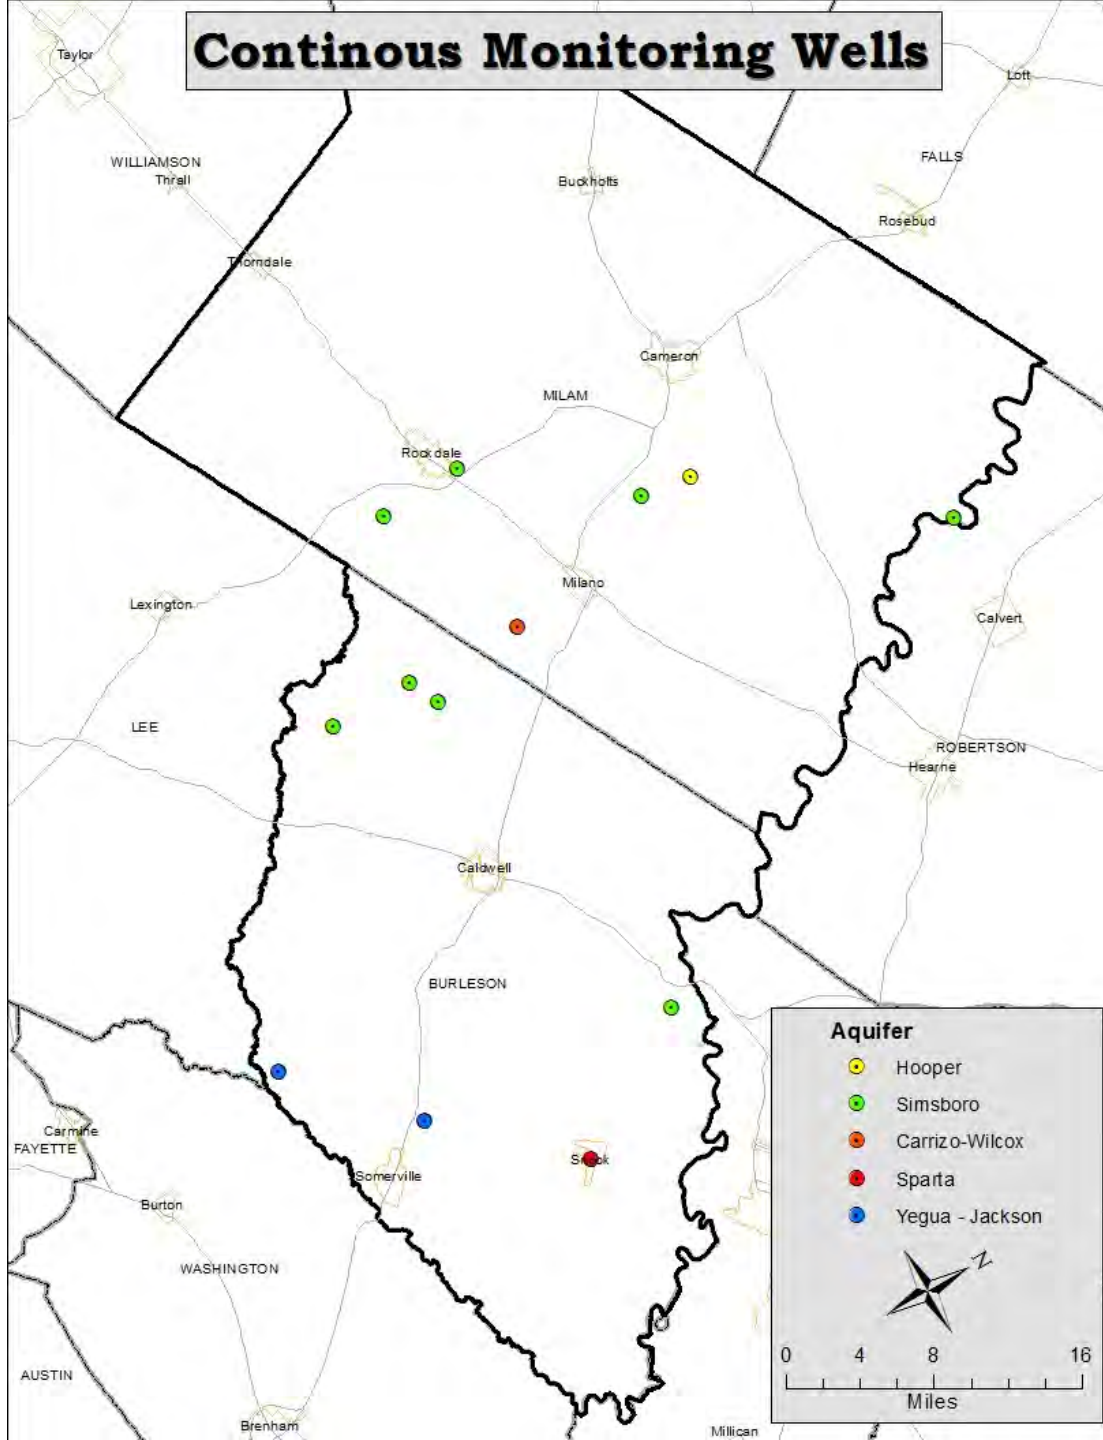 Continous Monitoring Wells
Taylor
Lott
WILLIAMSON
Thrall
Buckholts
FALLS
Rosebud
Thorndale
Cameron
MILAM
Rockdale
Milano
Lexington
Calvert
LEE
ROBERTSON
Hearne
Caldwell
BURLESON
Carmine
FAYETTE
Somerville
Snook
Burton
WASHINGTON
AUSTIN
Brenham
Millican
Aquifer
Hooper
Simsboro
Carrizo-Wilcox
Sparta
Yegua - Jackson
N
0 4 8 16
Miles